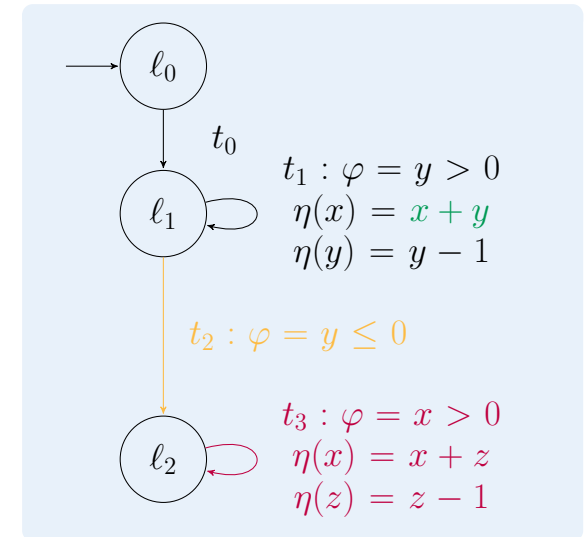 ℓ₀
t₀
t₁ : φ = y > 0
ℓ₁
η(x) = x + y
η(y) = y − 1
t₂ : φ = y ≤ 0
t₃ : φ = x > 0
ℓ₂
η(x) = x + z
η(z) = z − 1